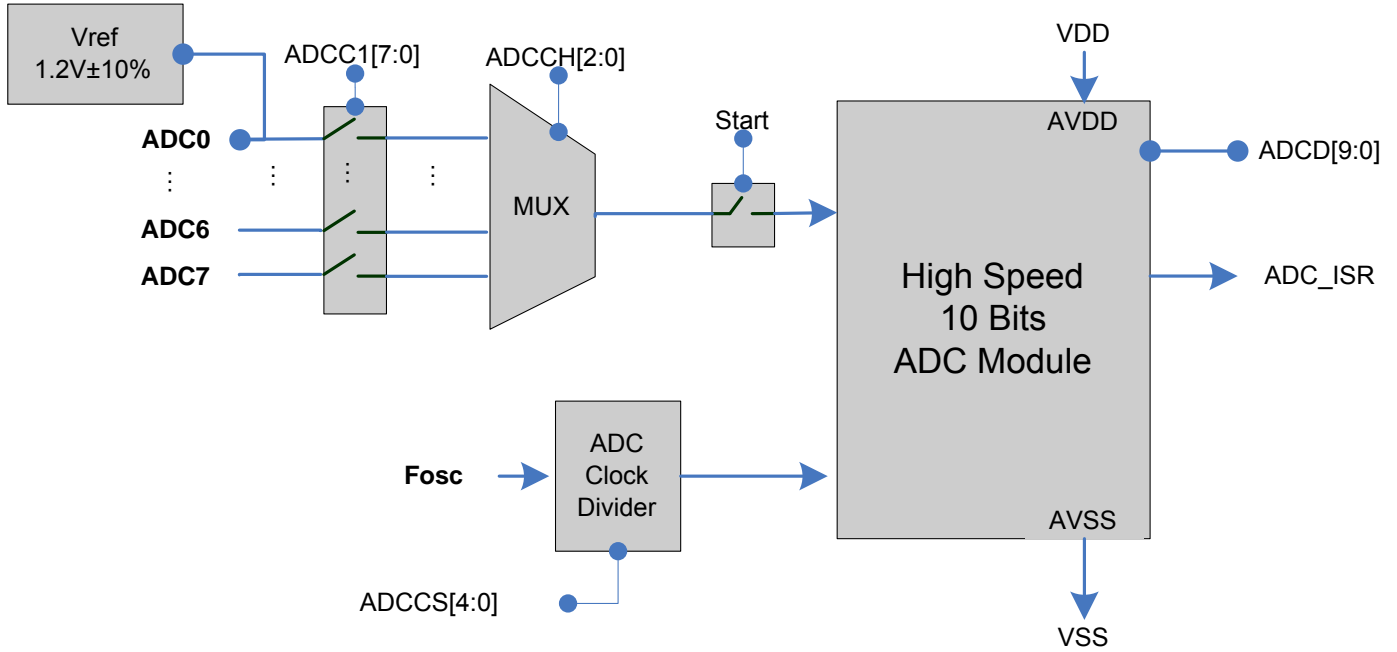 Vref
1.2V±10%
ADCC1[7:0]
ADCCH[2:0]
VDD
ADC0
Start
AVDD
ADCD[9:0]
ADC6
MUX
ADC7
High Speed
10 Bits
ADC Module
ADC_ISR
Fosc
ADC
Clock
Divider
AVSS
ADCCS[4:0]
VSS